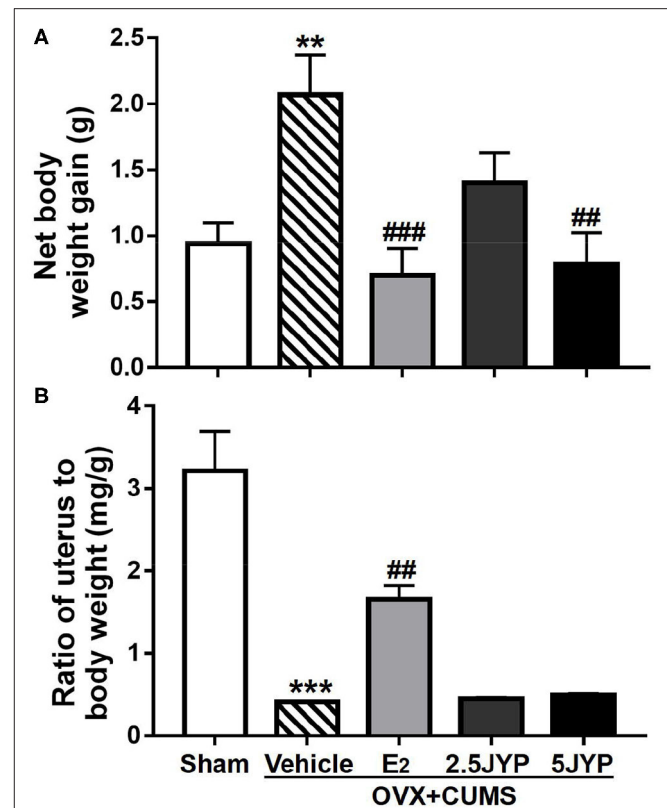 A
Net body
weight gain (g)
2.5
2.0
1.5
1.0
0.5
0.0
**
###
##
B
Ratio of uterus to
body weight (mg/g)
4
3
2
1
0
***
##
Sham Vehicle E2 2.5JYP 5JYP
OVX+CUMS